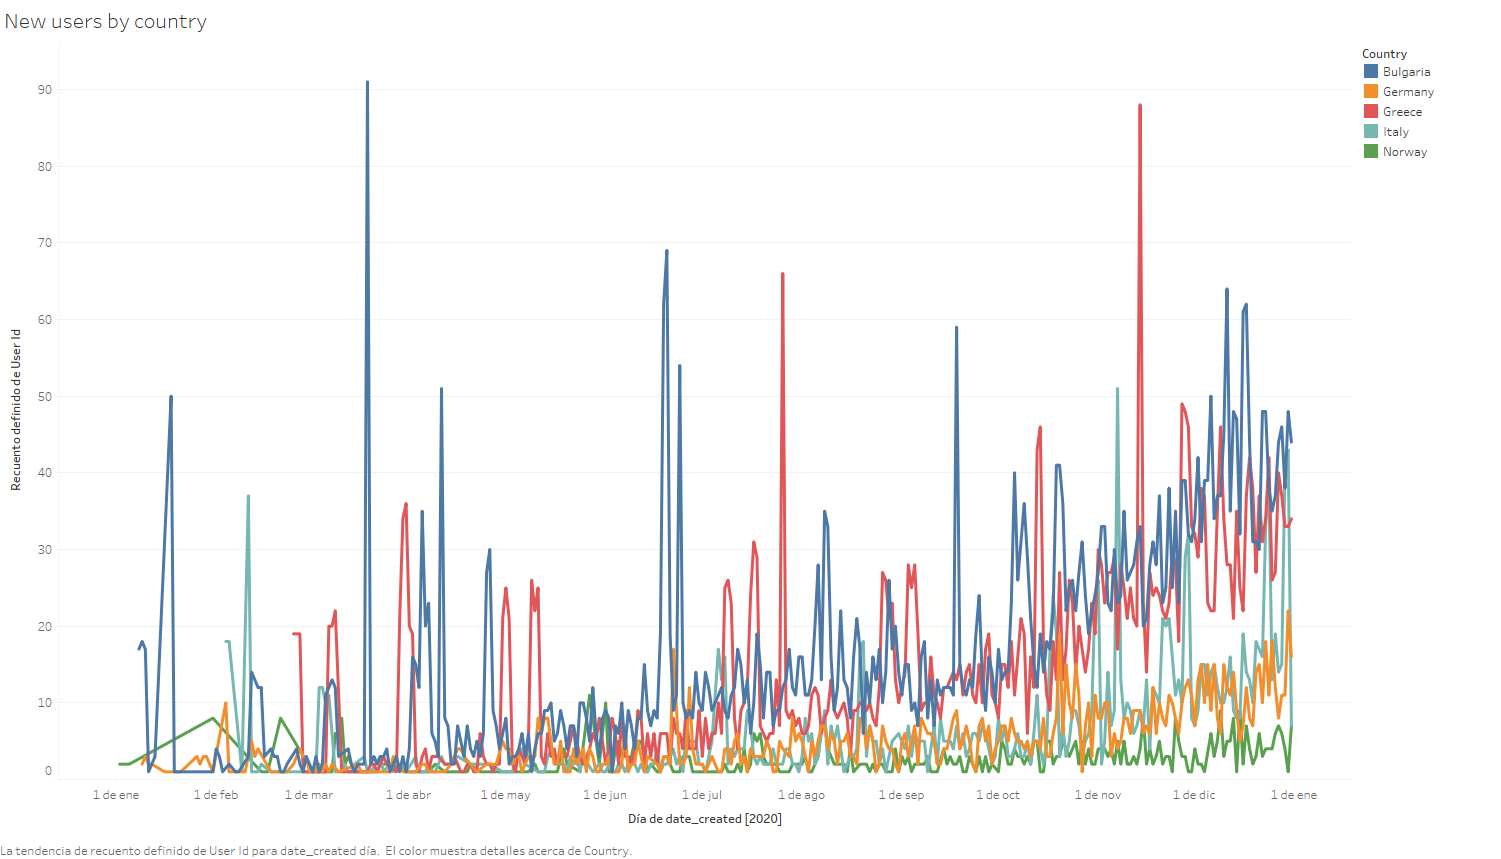 New users by country
Country
Bulgaria
Germany
Greece
Italy
Norway
90
80
70
60
50
40
30
20
10
0
Recuento definido de User Id
1 de ene
1 de feb
1 de mar
1 de abr
1 de may
1 de jun
1 de jul
1 de ago
1 de sep
1 de oct
1 de nov
1 de dic
1 de ene
Día de date_created [2020]
La tendencia de recuento definido de User Id para date_created día. El color muestra detalles acerca de Country.